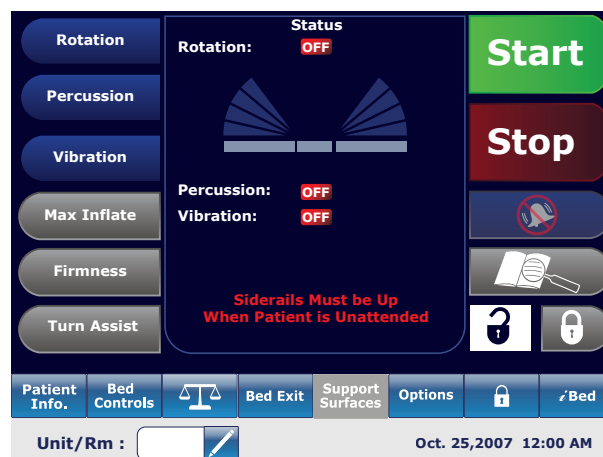 Rotation
Percussion
Vibration
Max Inflate
Firmness
Turn Assist
Status
Rotation: OFF
Percussion: OFF
Vibration: OFF
Siderails Must be Up
When Patient is Unattended
Start
Stop
Patient
Info.
Bed
Controls
Bed Exit
Support
Surfaces
Options
iBed
Unit/Rm :
Oct. 25,2007 12:00 AM